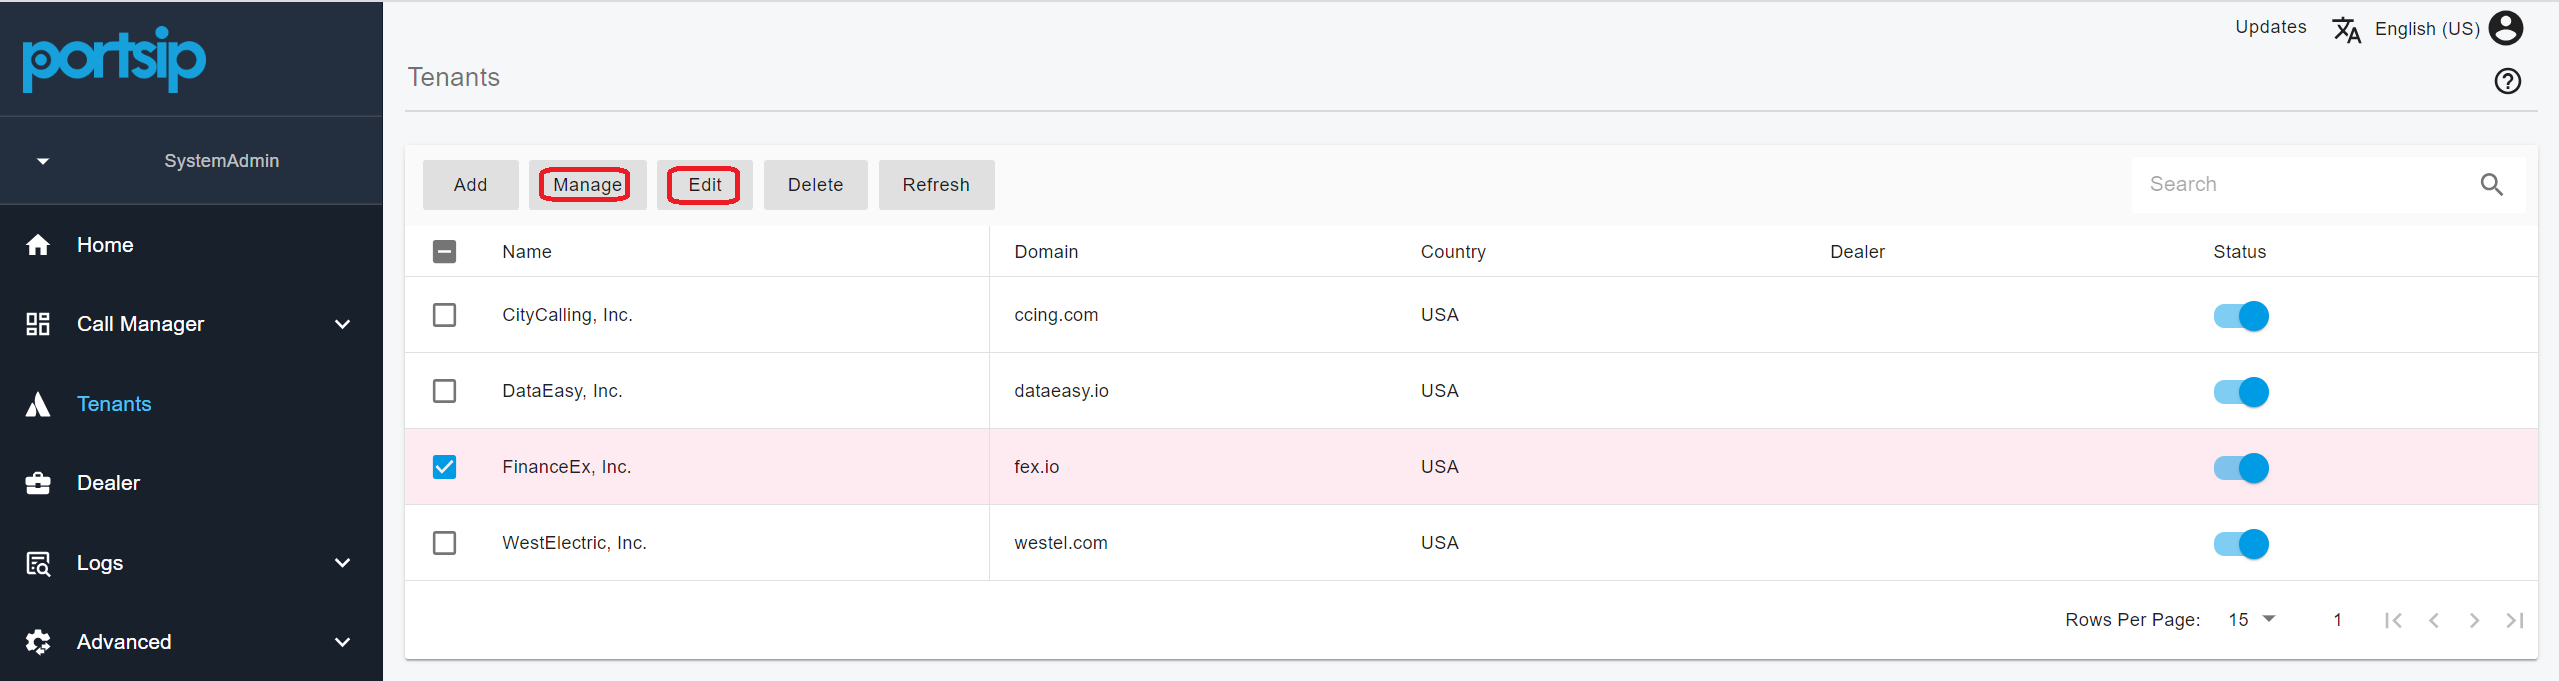 portsip
SystemAdmin
Home
Call Manager
Tenants
Dealer
Logs
Advanced
Updates English (US)
Tenants
Add Manage Edit Delete Refresh Search
Name Domain Country Dealer Status
CityCalling, Inc. ccing.com USA
DataEasy, Inc. dataeasy.io USA
FinanceEx, Inc. fex.io USA
WestElectric, Inc. westel.com USA
Rows Per Page: 15 1